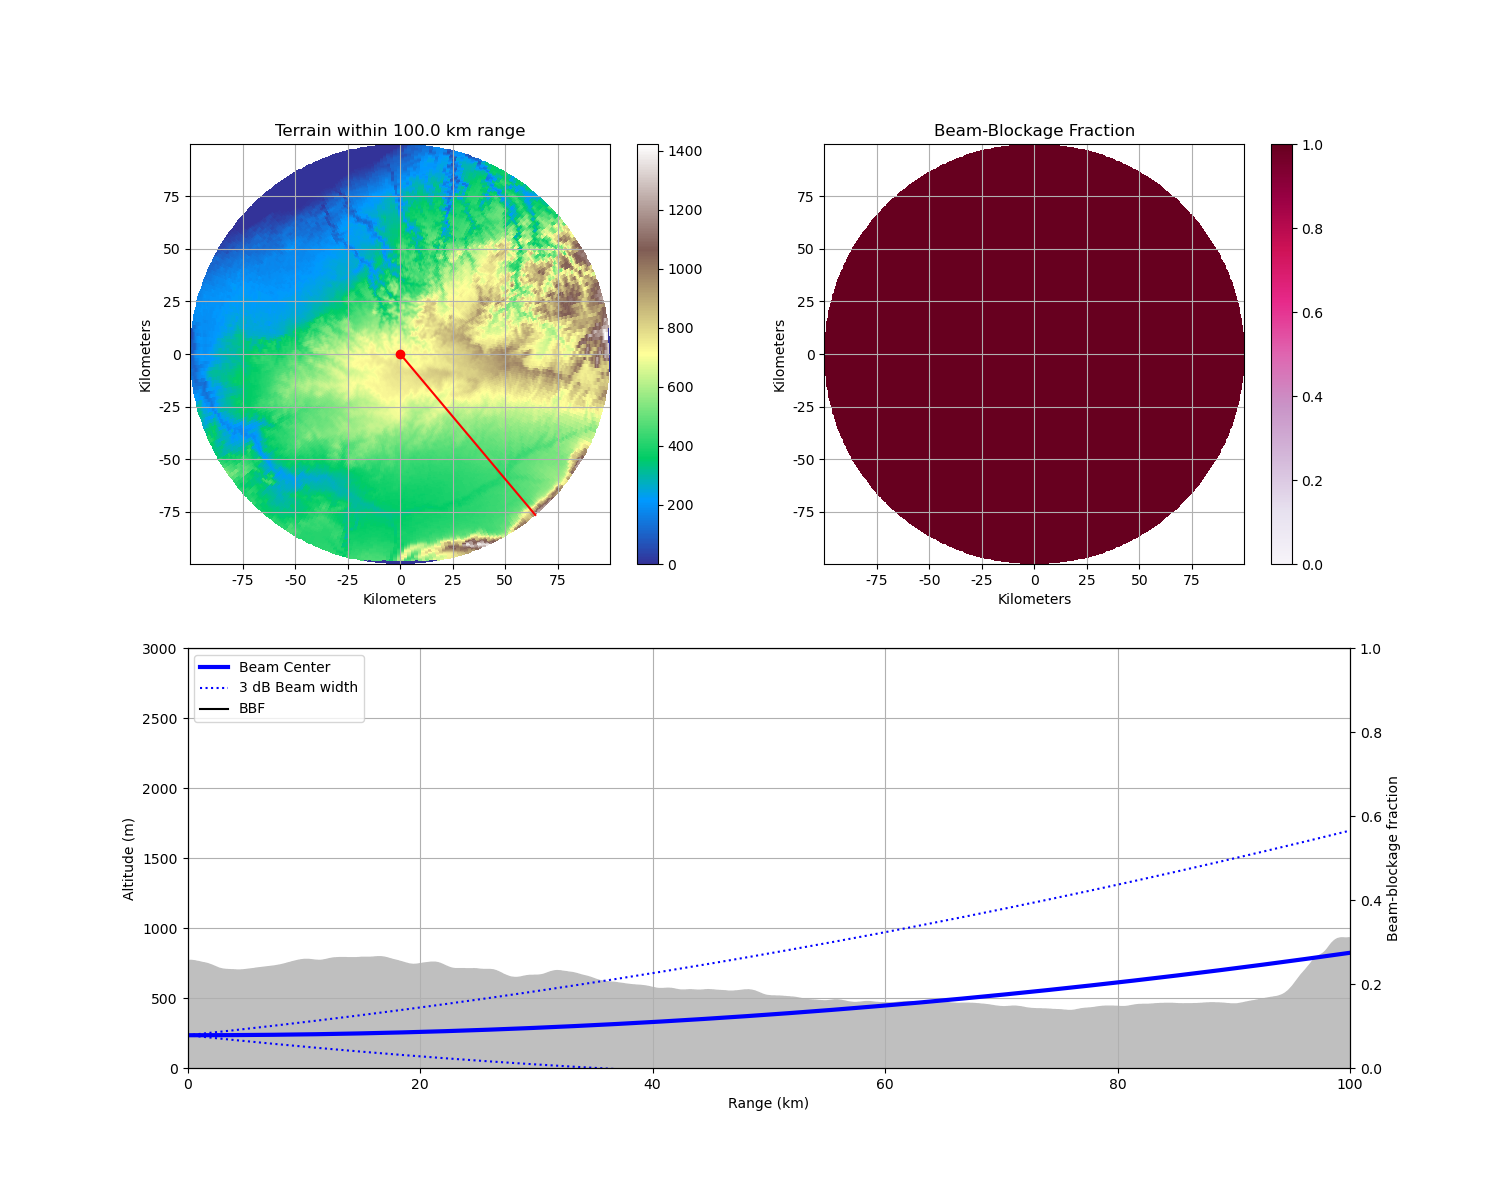 Terrain within 100.0 km range
75
50
25
0
-25
-50
-75
Kilometers
-75 -50 -25 0 25 50 75
Kilometers
1400
1200
1000
800
600
400
200
0
Beam-Blockage Fraction
75
50
25
0
-25
-50
-75
Kilometers
-75 -50 -25 0 25 50 75
Kilometers
1.0
0.8
0.6
0.4
0.2
0.0
Beam Center
3 dB Beam width
BBF
3000
2500
2000
1500
1000
500
0
Altitude (m)
0 20 40 60 80 100
Range (km)
1.0
0.8
0.6
0.4
0.2
0.0
Beam-blockage fraction